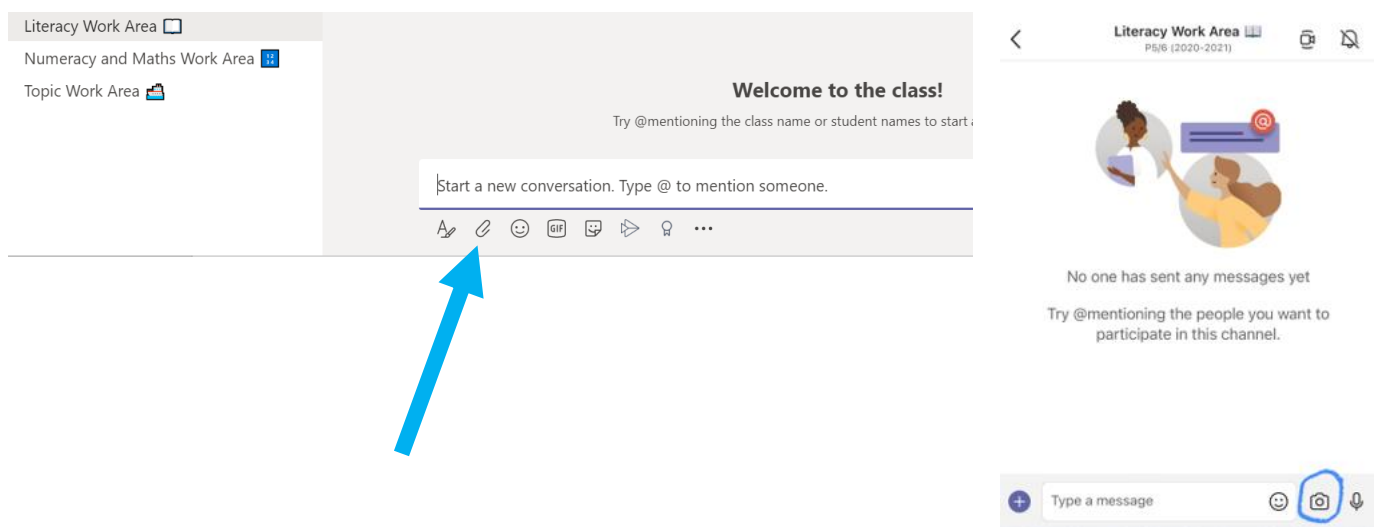 Literacy Work Area
Numeracy and Maths Work Area
Topic Work Area
Welcome to the class!
Try @mentioning the class name or student names to start a
Start a new conversation. Type @ to mention someone.
GIF
Literacy Work Area
P5/6 (2020-2021)
@
No one has sent any messages yet
Try @mentioning the people you want to
participate in this channel.
Type a message